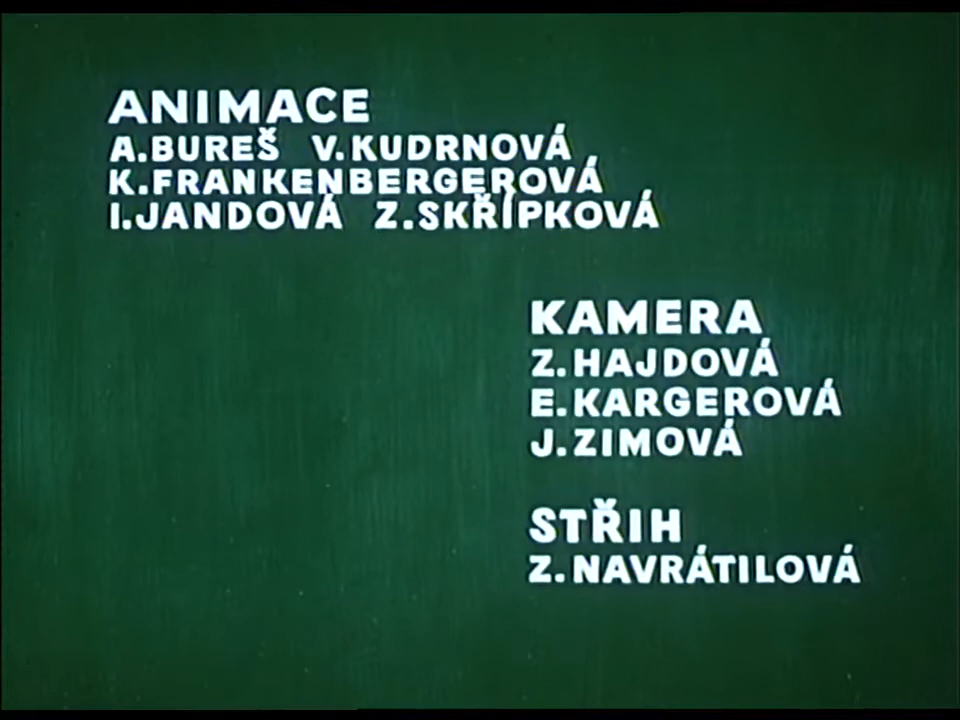 ANIMACE
A.BUREŠ V.KUDRNOVÁ
K.FRANKENBERGEROVÁ
I.JANDOVÁ Z.SKŘÍPKOVÁ
KAMERA
Z.HAJDOVÁ
E.KARGEROVÁ
J.ZIMOVÁ
STŘIH
Z.NAVRÁTILOVÁ